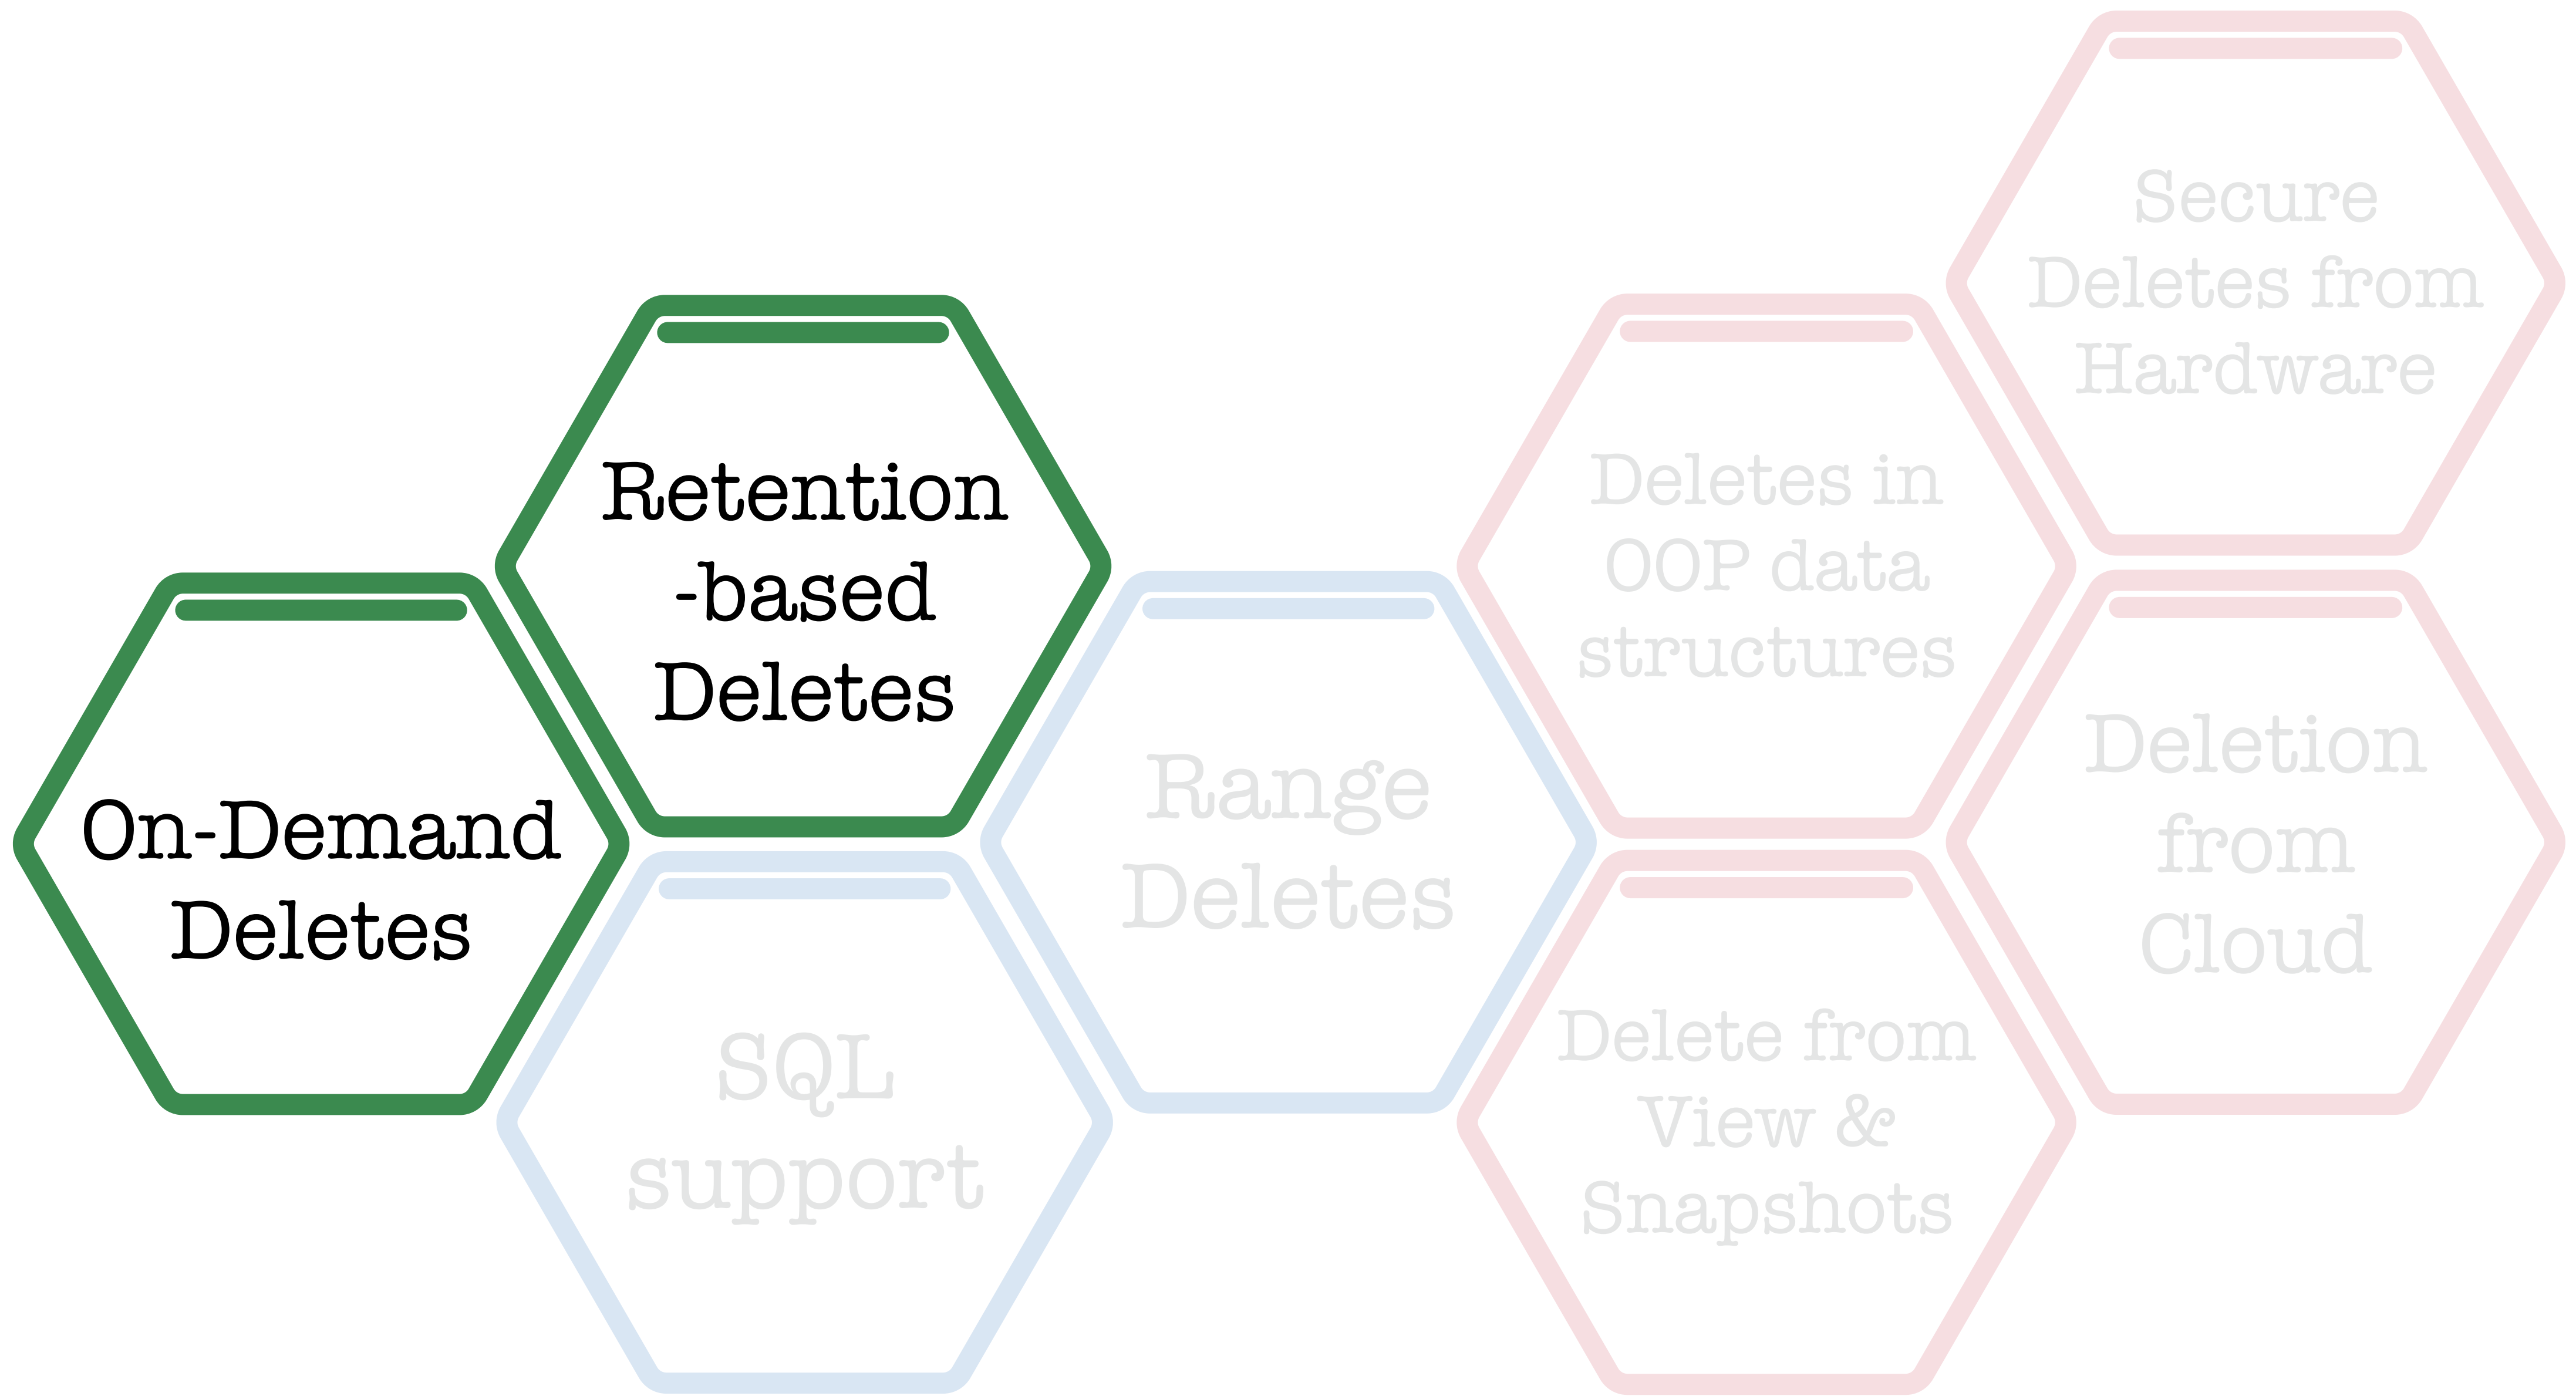 On-Demand
Deletes
Retention
-based
Deletes
SQL
support
Range
Deletes
Deletes in
OOP data
structures
Delete from
View &
Snapshots
Secure
Deletes from
Hardware
Deletion
from
Cloud